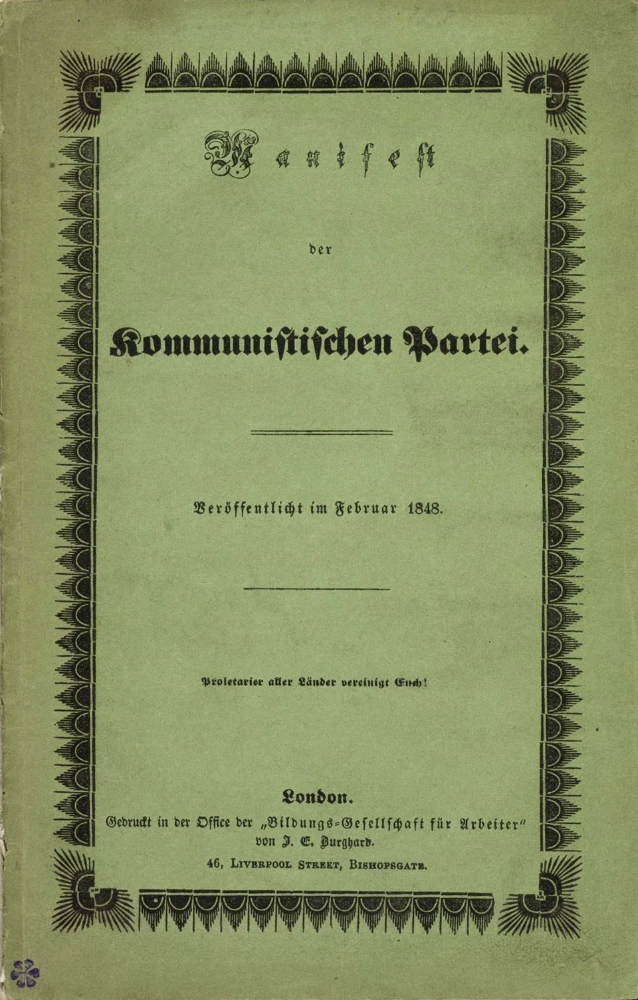 Manifest
der
Kommunistischen Partei.
Veröffentlicht im Februar 1848.
Proletarier aller Länder vereinigt Euch!
London.
Gedruckt in der Office der „Bildungs-Gesellschaft für Arbeiter"
von J. E. Burghard.
46, LIVERPOOL STREET, BISHOPSGATE.